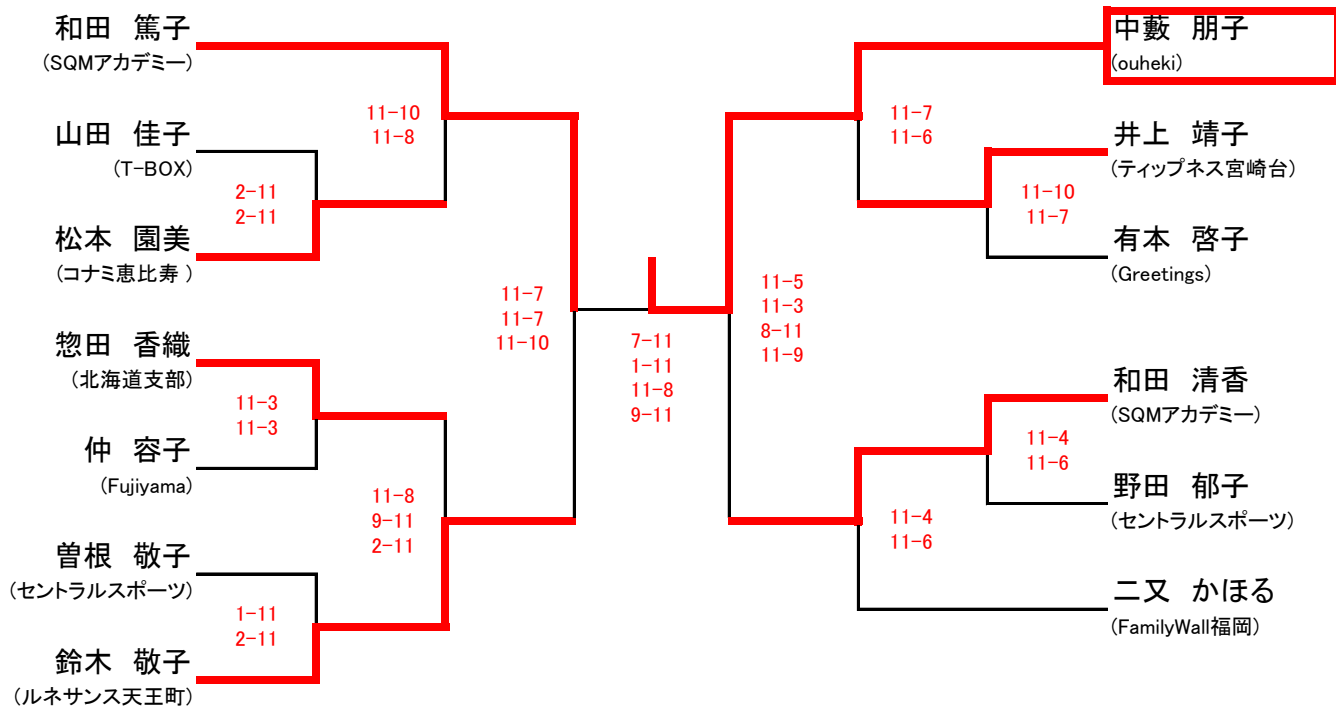 和田　篤子
(SQMアカデミー)
山田　佳子
(T-BOX)
松本　園美
(コナミ恵比寿 )
惣田　香織
(北海道支部)
仲　容子
(Fujiyama)
曽根　敬子
(セントラルスポーツ)
鈴木　敬子
(ルネサンス天王町)
11-10
11-8
2-11
2-11
11-3
11-3
1-11
2-11
11-8
9-11
2-11
11-7
11-7
11-10
7-11
1-11
11-8
9-11
11-5
11-3
8-11
11-9
11-7
11-6
11-10
11-7
11-4
11-6
11-4
11-6
中藪　朋子
(ouheki)
井上　靖子
(ティップネス宮崎台)
有本　啓子
(Greetings)
和田　清香
(SQMアカデミー)
野田　郁子
(セントラルスポーツ)
二又　かほる
(FamilyWall福岡)